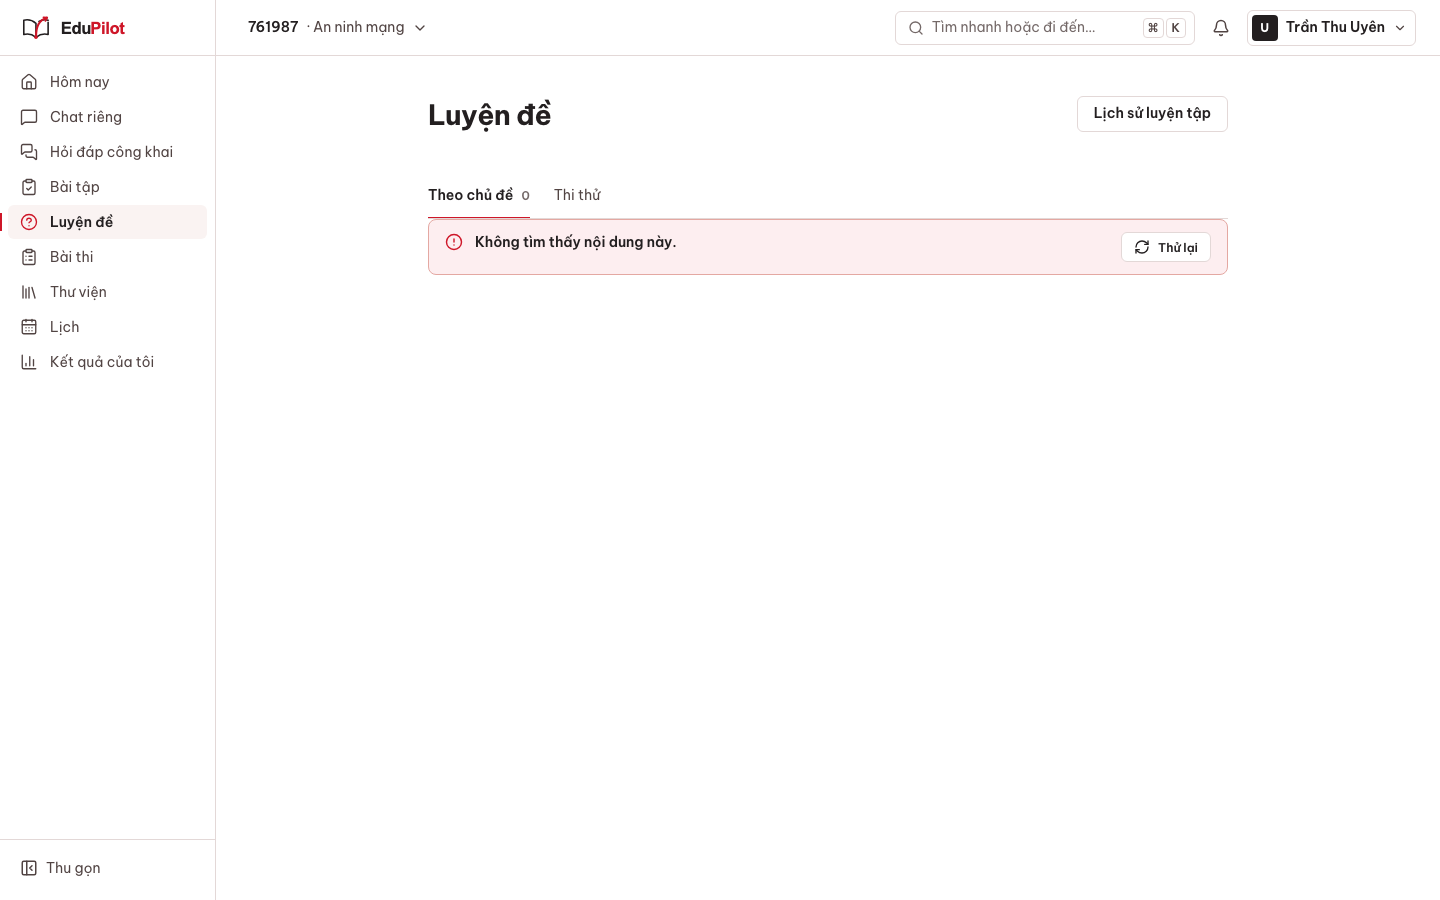 EduPilot
761987 · An ninh mạng
Tìm nhanh hoặc đi đến...
⌘ K
U Trần Thu Uyên
Hôm nay
Chat riêng
Hỏi đáp công khai
Bài tập
Luyện đề
Bài thi
Thư viện
Lịch
Kết quả của tôi
Thu gọn
Luyện đề
Lịch sử luyện tập
Theo chủ đề 0 Thi thử
Không tìm thấy nội dung này.
Thử lại